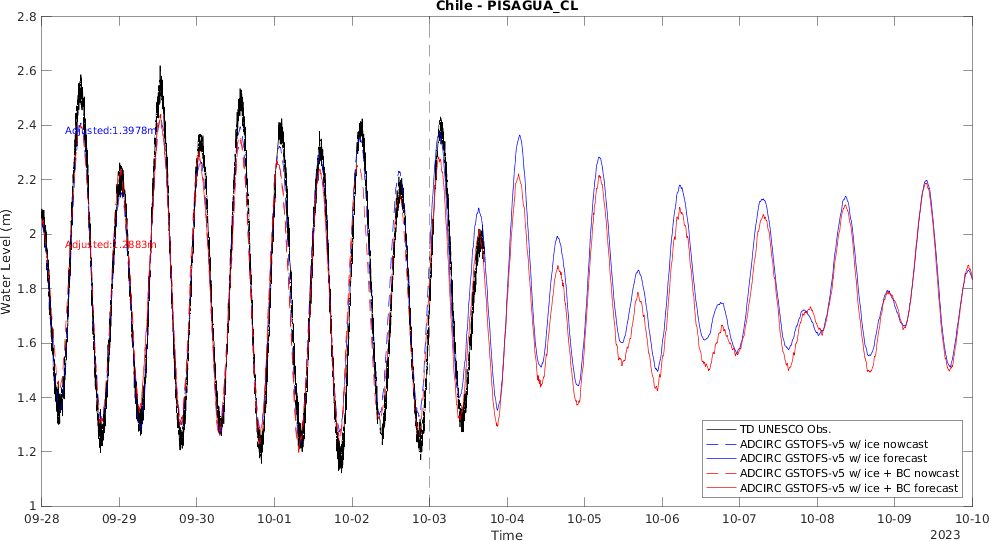 Chile - PISAGUA_CL
2.8
2.6
2.4
2.2
2
1.8
1.6
1.4
1.2
1
Water Level (m)
Adjusted:1.3978m
Adjusted:1.2883m
TD UNESCO Obs.
ADCIRC GSTOFS-v5 w/ ice nowcast
ADCIRC GSTOFS-v5 w/ ice forecast
ADCIRC GSTOFS-v5 w/ ice + BC nowcast
ADCIRC GSTOFS-v5 w/ ice + BC forecast
09-28 09-29 09-30 10-01 10-02 10-03 10-04 10-05 10-06 10-07 10-08 10-09 10-10
Time
2023